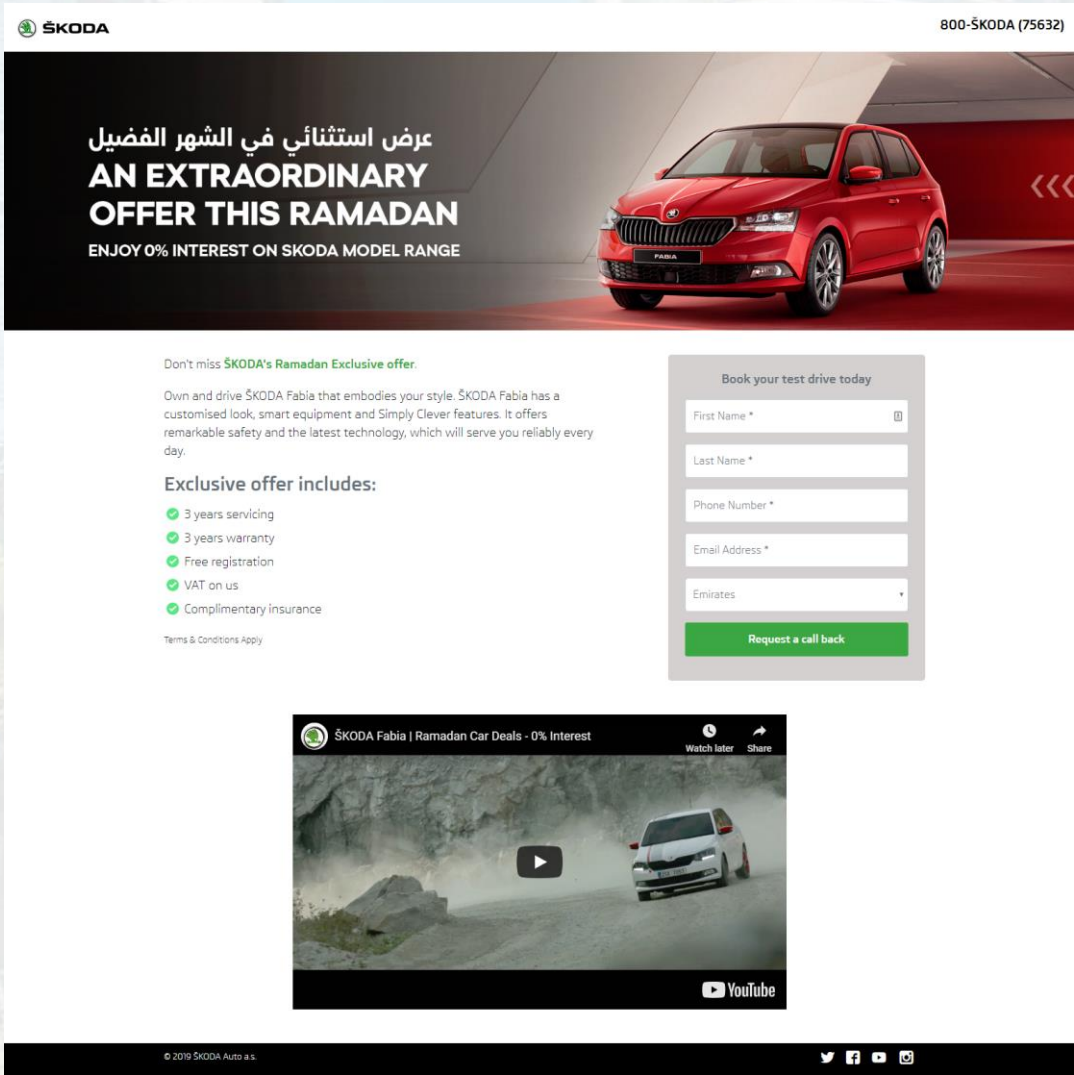 ŠKODA
800-ŠKODA (75632)
عرض استثنائي في الشهر الفضيل
AN EXTRAORDINARY
OFFER THIS RAMADAN
ENJOY 0% INTEREST ON SKODA MODEL RANGE
FABIA
Don't miss ŠKODA's Ramadan Exclusive offer.
Own and drive ŠKODA Fabia that embodies your style. ŠKODA Fabia has a
customised look, smart equipment and Simply Clever features. It offers
remarkable safety and the latest technology, which will serve you reliably every
day.
Exclusive offer includes:
3 years servicing
3 years warranty
Free registration
VAT on us
Complimentary insurance
Terms & Conditions Apply
Book your test drive today
First Name *
Last Name *
Phone Number *
Email Address *
Emirates
Request a call back
ŠKODA Fabia | Ramadan Car Deals - 0% Interest
Watch later
Share
YouTube
© 2019 ŠKODA Auto a.s.